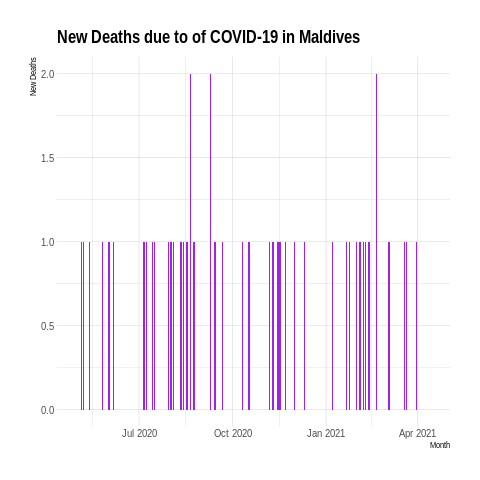 New Deaths due to of COVID-19 in Maldives
New Deaths
2.0
1.5
1.0
0.5
0.0
Jul 2020 Oct 2020 Jan 2021 Apr 2021
Month